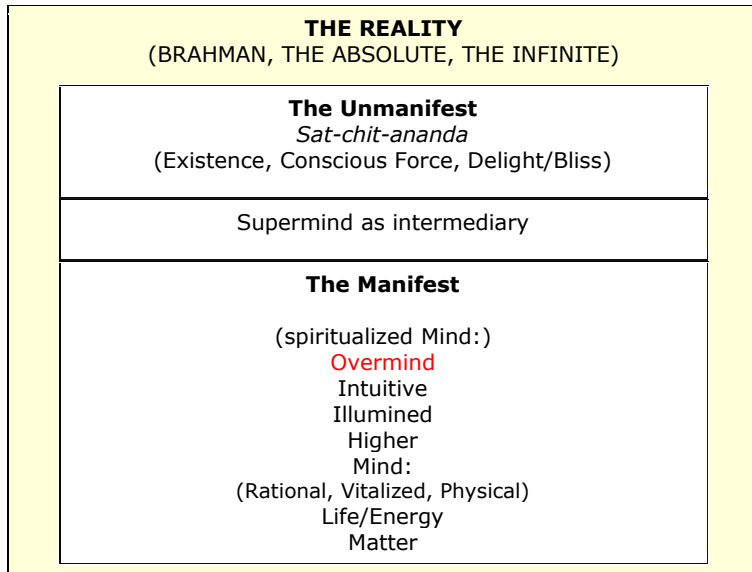 THE REALITY
(BRAHMAN, THE ABSOLUTE, THE INFINITE)
The Unmanifest
Sat-chit-ananda
(Existence, Conscious Force, Delight/Bliss)
Supermind as intermediary
The Manifest
(spiritualized Mind:)
Overmind
Intuitive
Illumined
Higher
Mind:
(Rational, Vitalized, Physical)
Life/Energy
Matter